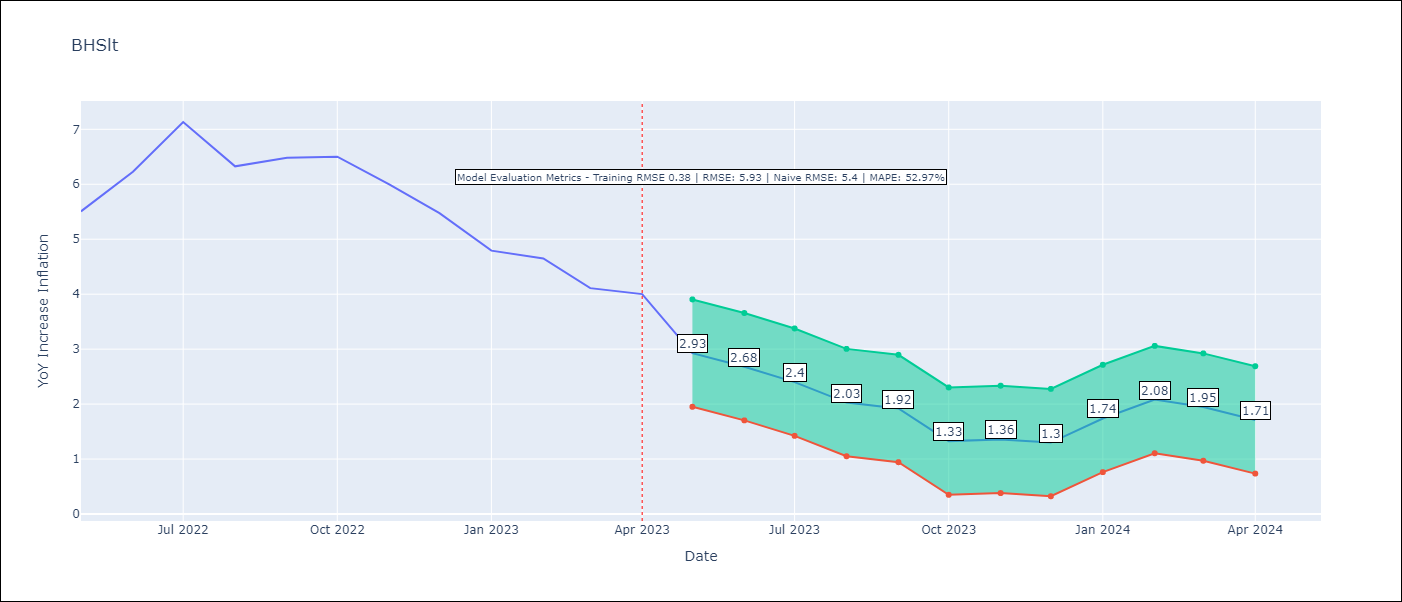 BHSlt
7
6
5
4
3
2
1
0
YoY Increase Inflation
Model Evaluation Metrics - Training RMSE 0.38 | RMSE: 5.93 | Naive RMSE: 5.4 | MAPE: 52.97%
2.93
2.68
2.4
2.03
1.92
1.33
1.36
1.3
1.74
2.08
1.95
1.71
Jul 2022
Oct 2022
Jan 2023
Apr 2023
Jul 2023
Oct 2023
Jan 2024
Apr 2024
Date